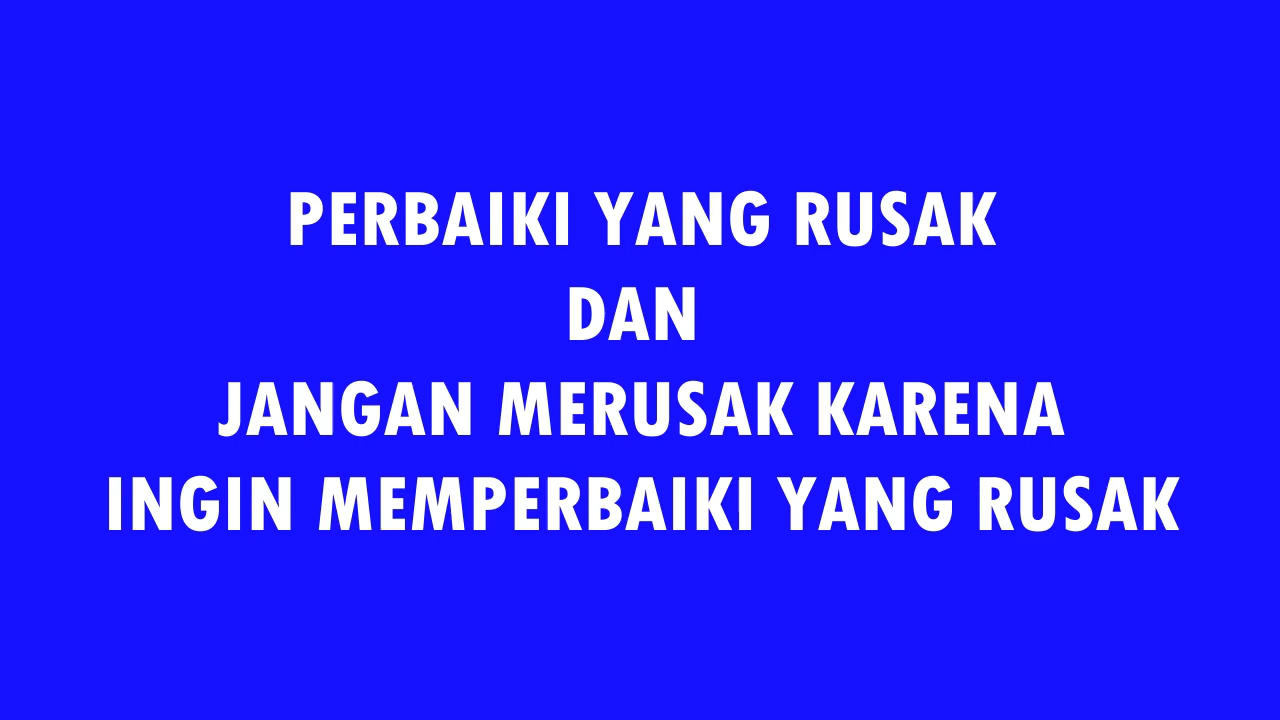 PERBAIKI YANG RUSAK
DAN
JANGAN MERUSAK KARENA
INGIN MEMPERBAIKI YANG RUSAK